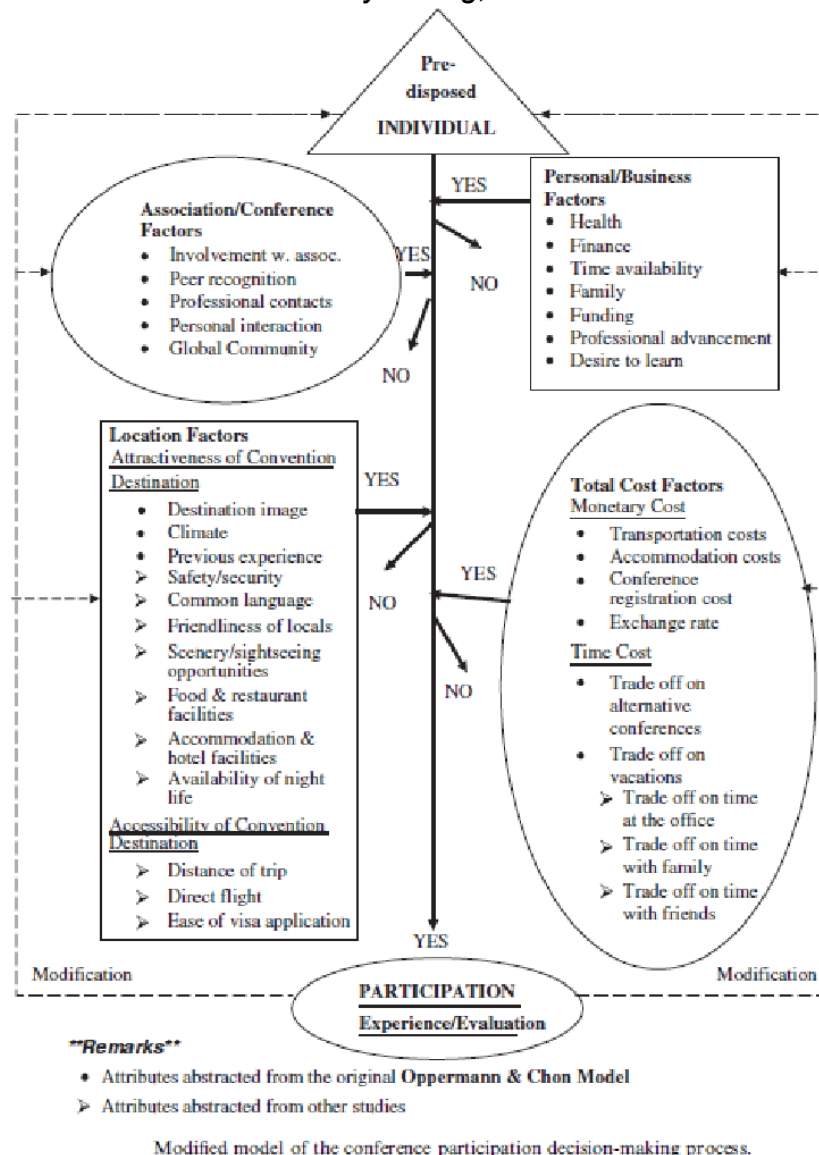 Pre-
disposed
INDIVIDUAL
YES
Personal/Business
Factors
• Health
• Finance
• Time availability
• Family
• Funding
• Professional advancement
• Desire to learn
NO
Association/Conference
Factors
• Involvement w. assoc.
• Peer recognition
• Professional contacts
• Personal interaction
• Global Community
YES
NO
Location Factors
Attractiveness of Convention
Destination
• Destination image
• Climate
• Previous experience
➢ Safety/security
➢ Common language
➢ Friendliness of locals
➢ Scenery/sightseeing
opportunities
➢ Food & restaurant
facilities
➢ Accommodation &
hotel facilities
➢ Availability of night
life
Accessibility of Convention
Destination
➢ Distance of trip
➢ Direct flight
➢ Ease of visa application
YES
NO
Total Cost Factors
Monetary Cost
• Transportation costs
• Accommodation costs
• Conference
registration cost
• Exchange rate
Time Cost
• Trade off on
alternative
conferences
• Trade off on
vacations
➢ Trade off on time
at the office
➢ Trade off on time
with family
➢ Trade off on time
with friends
YES
NO
YES
Modification
Modification
PARTICIPATION
Experience/Evaluation
**Remarks**
• Attributes abstracted from the original Oppermann & Chon Model
➢ Attributes abstracted from other studies
Modified model of the conference participation decision-making process.